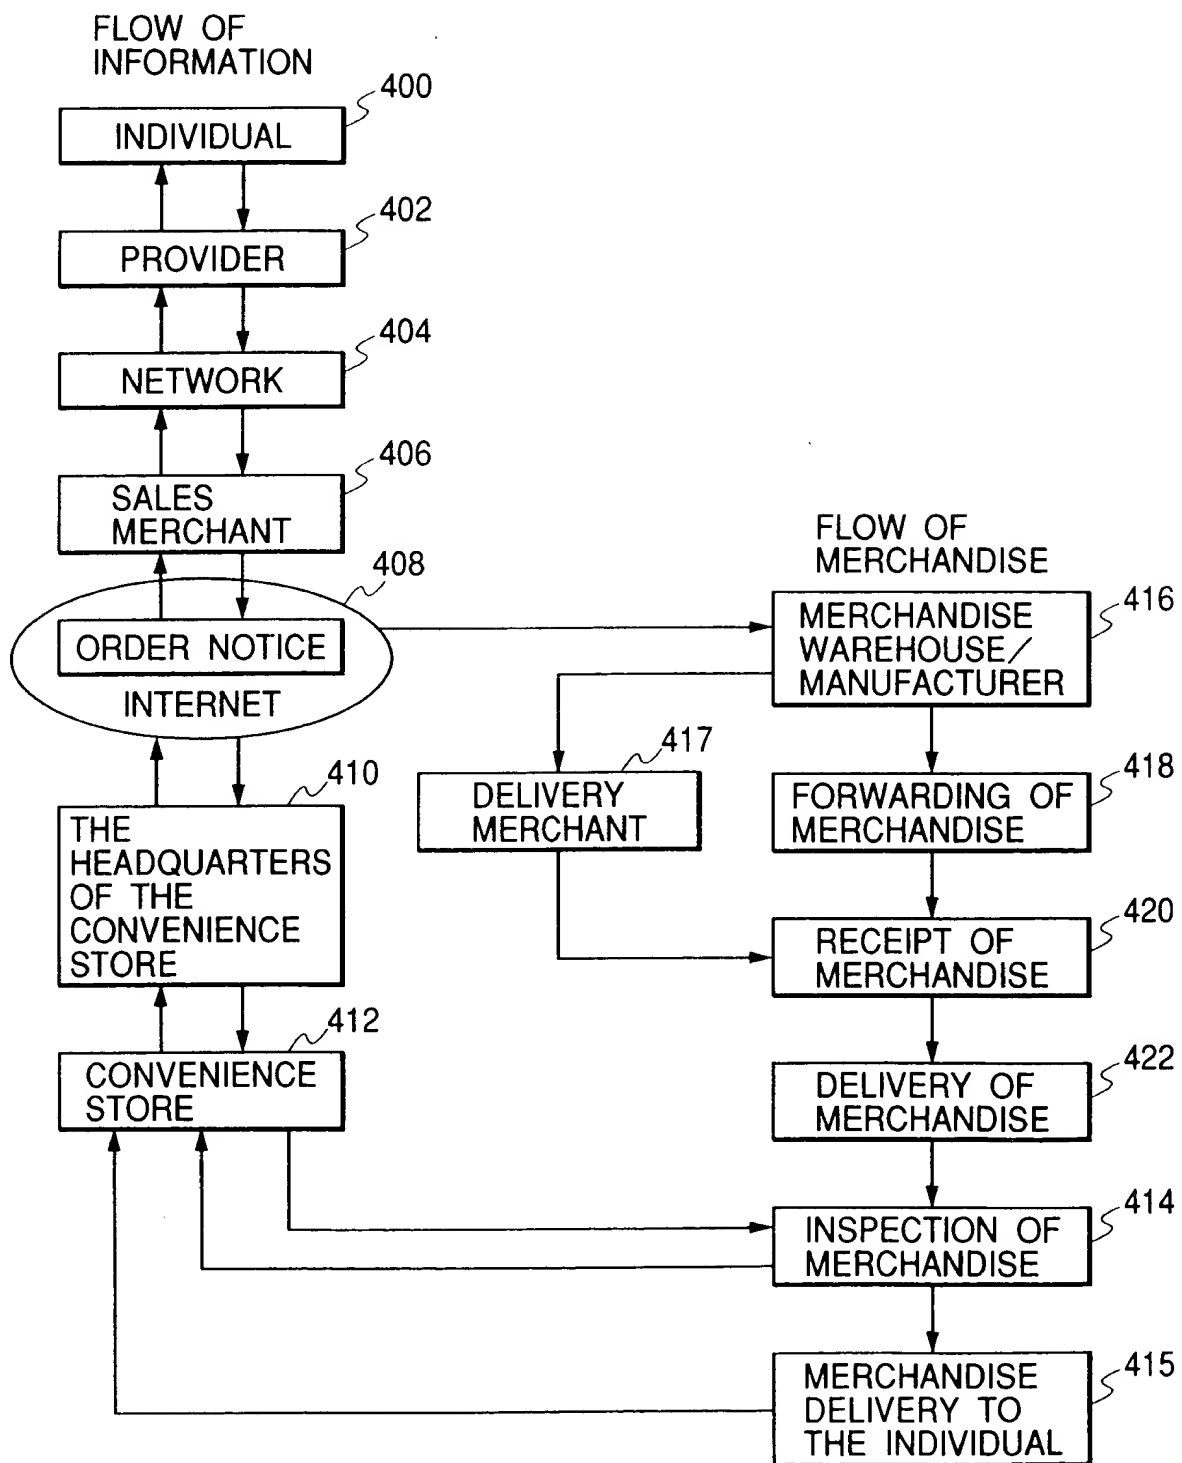 FLOW OF
INFORMATION
400
INDIVIDUAL
402
PROVIDER
404
NETWORK
406
SALES
MERCHANT
408
ORDER NOTICE
INTERNET
410
THE
HEADQUARTERS
OF THE
CONVENIENCE
STORE
412
CONVENIENCE
STORE
417
DELIVERY
MERCHANT
FLOW OF
MERCHANDISE
416
MERCHANDISE
WAREHOUSE/
MANUFACTURER
418
FORWARDING OF
MERCHANDISE
420
RECEIPT OF
MERCHANDISE
422
DELIVERY OF
MERCHANDISE
414
INSPECTION OF
MERCHANDISE
415
MERCHANDISE
DELIVERY TO
THE INDIVIDUAL